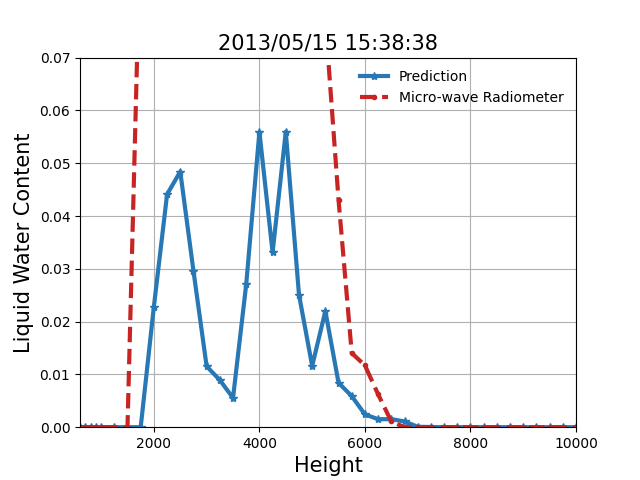 2013/05/15 15:38:38
Prediction
Micro-wave Radiometer
Liquid Water Content
0.07
0.06
0.05
0.04
0.03
0.02
0.01
0.00
2000 4000 6000 8000 10000
Height